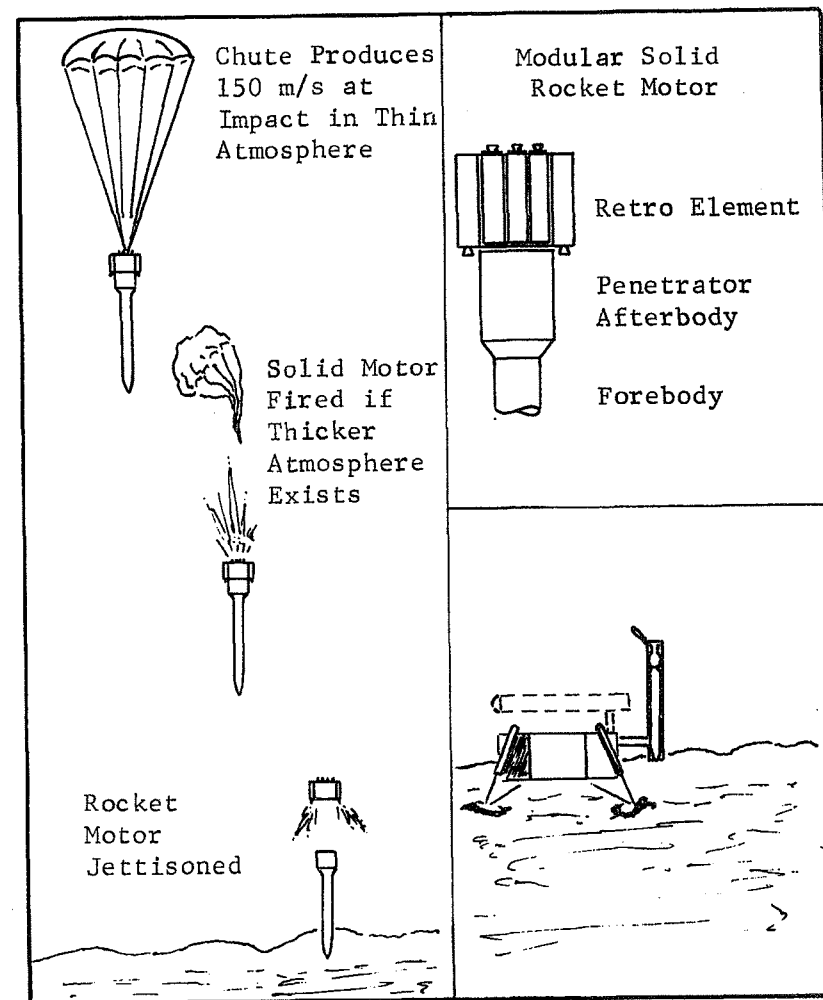 Chute Produces
150 m/s at
Impact in Thin
Atmosphere
Solid Motor
Fired if
Thicker
Atmosphere
Exists
Rocket
Motor
Jettisoned
Modular Solid
Rocket Motor
Retro Element
Penetrator
Afterbody
Forebody